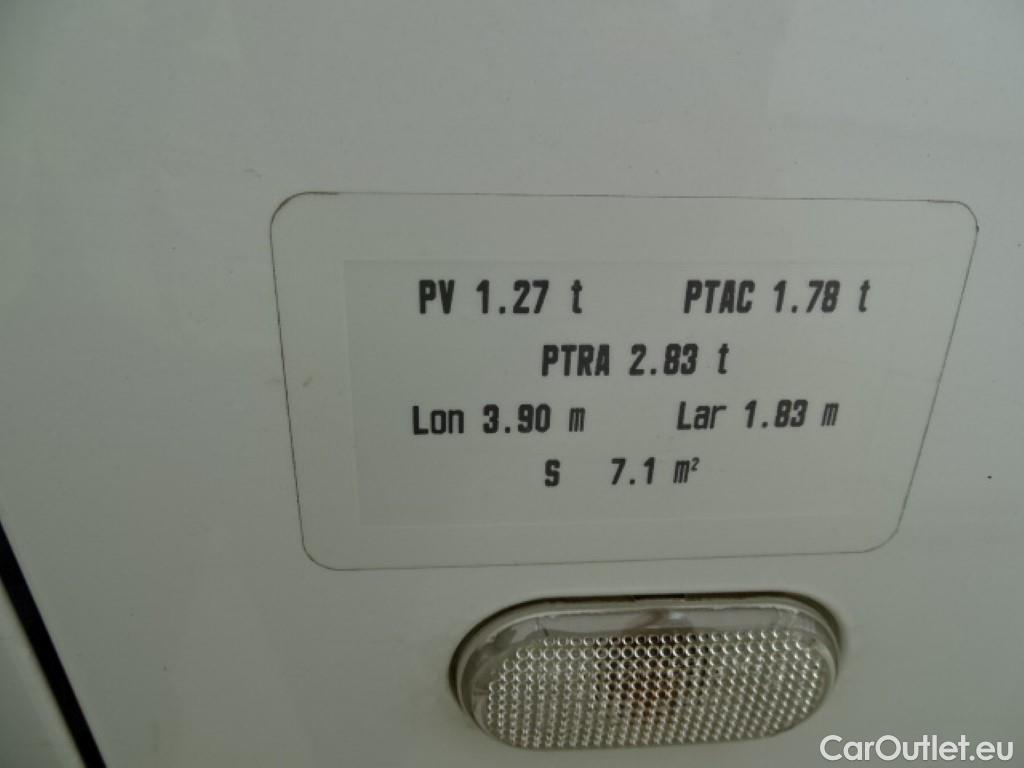 PV 1.27 t PTAC 1.78 t
PTRA 2.83 t
Lon 3.90 m Lar 1.83 m
S 7.1 m²
CarOutlet.eu